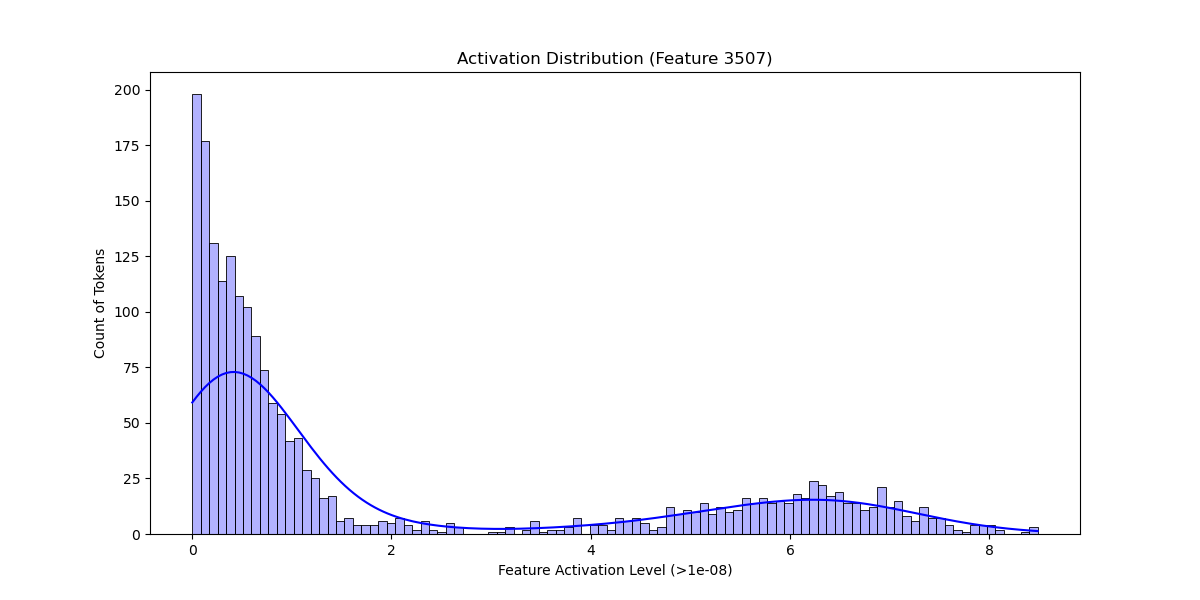 Activation Distribution (Feature 3507)
Count of Tokens
200
175
150
125
100
75
50
25
0
0 2 4 6 8
Feature Activation Level (>1e-08)